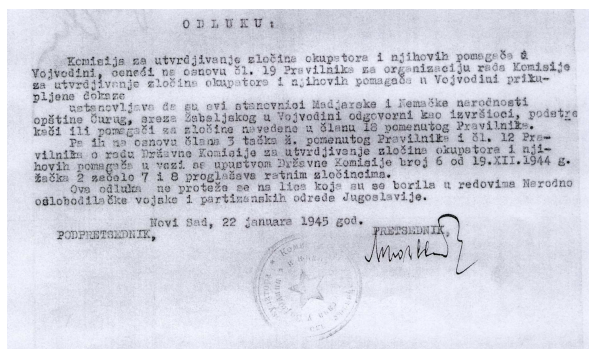 O D L U K U :
Komisija za utvrdjivanje zločina okupatora i njihovih pomagača u
Vojvodini, ceneći na osnovu čl. 19 Pravilnika za organizaciju rada Komisije
za utvrdjivanje zločina okupatora i njihovih pomagača u Vojvodini priku-
pljene dokaze
ustanovljava da su svi stanovnici Madjarske i Nemačke narodnosti
opštine Čurug, sreza Žabaljskog u Vojvodini odgovorni kao izvršioci, podstre
kači ili pomagači za zločine navedene u članu 18 pomenutog Pravilnika.
Pa ih na osnovu člana 3 tačka ž. pomenutog Pravilnika i čl. 12 Pra-
vilnika o radu Državne Komisije za utvrdjivanje zločina okupatora i nji-
hovih pomagača u vezi sa upustvom Državne Komisije broj 6 od 19.XII.1944 g.
Žačka 2 začelo 7 i 8 proglašava ratnim zločincima.
Ova odluka ne proteže se na lica koja su se borila u redovima Narodno
oslobodilačke vojske i partizanskih odreda Jugoslavije.
Novi Sad, 22 januara 1945 god.
PODPRETSEDNIK, PRETSEDNIK,